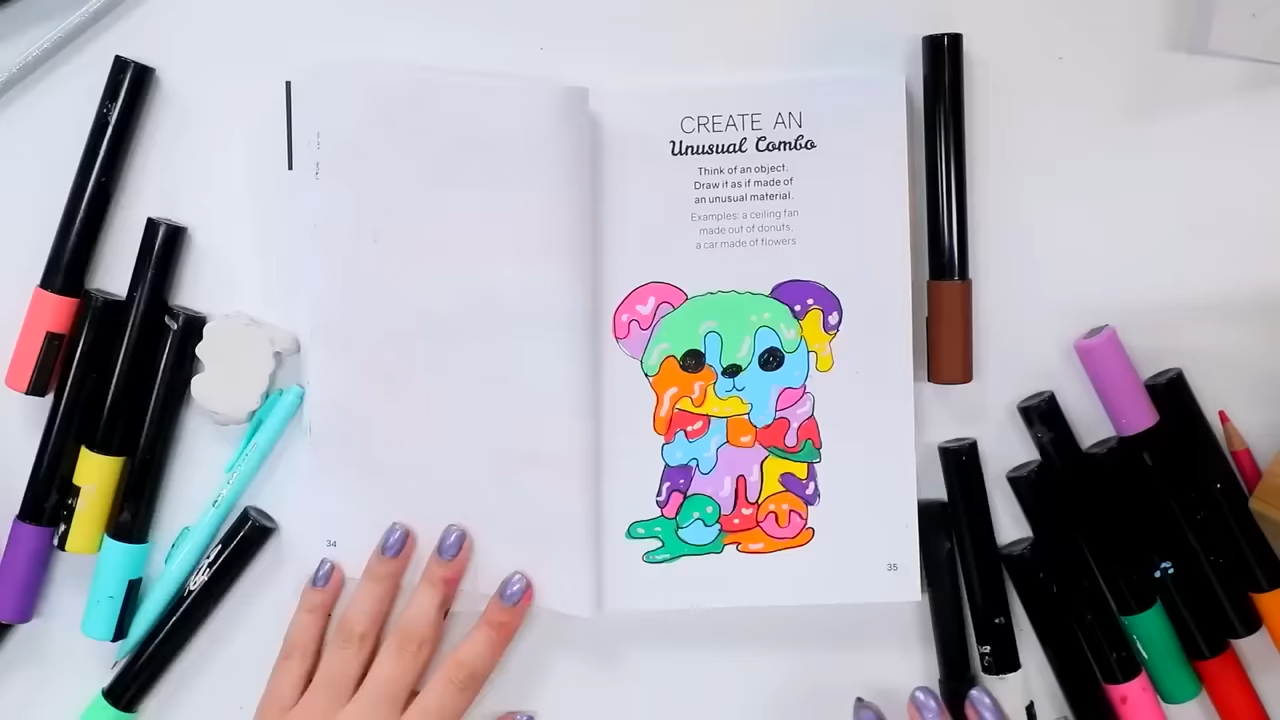 CREATE AN
Unusual Combo
Think of an object.
Draw it as if made of
an unusual material.
Examples: a ceiling fan
made out of donuts,
a car made of flowers
34
35